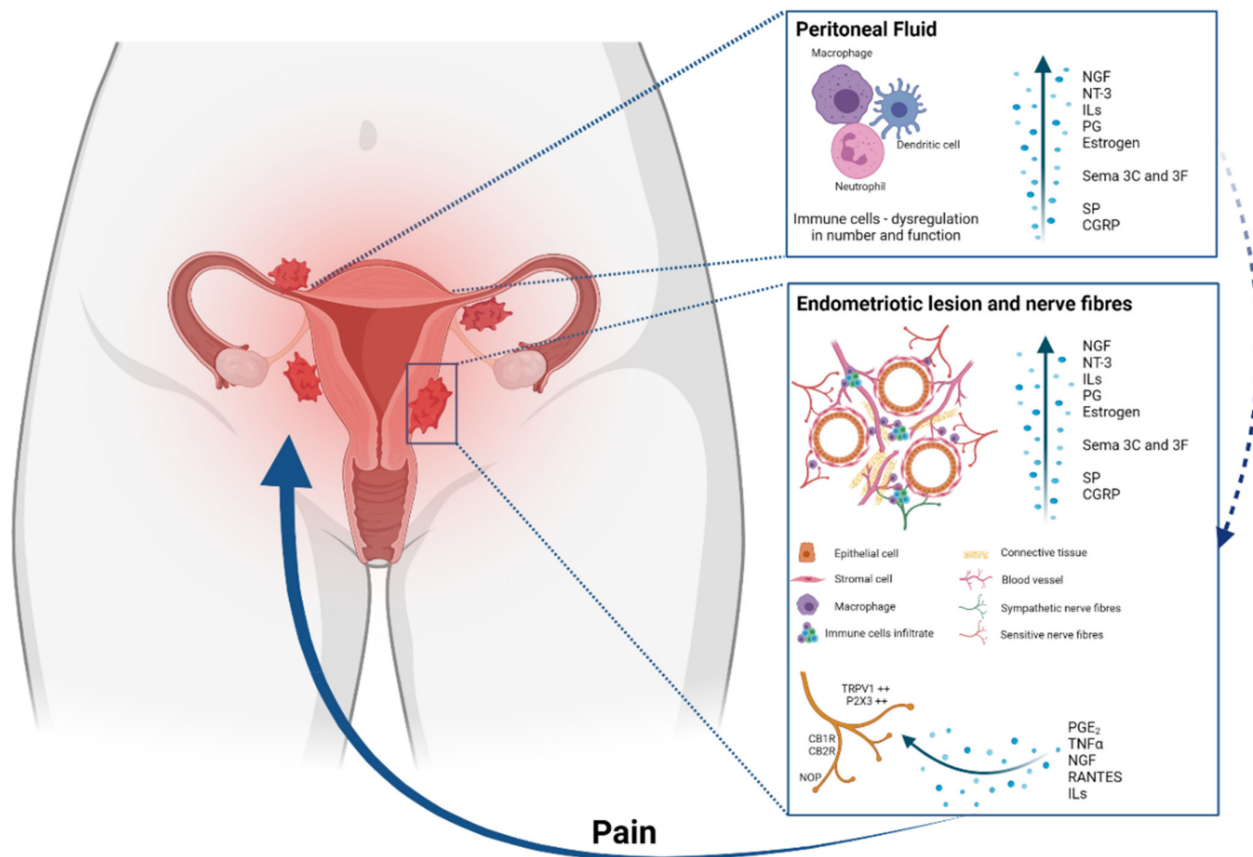 Peritoneal Fluid
Macrophage
Dendritic cell
Neutrophil
Immune cells - dysregulation
in number and function
NGF
NT-3
ILs
PG
Estrogen
Sema 3C and 3F
SP
CGRP
Endometriotic lesion and nerve fibres
NGF
NT-3
ILs
PG
Estrogen
Sema 3C and 3F
SP
CGRP
Epithelial cell
Stromal cell
Macrophage
Immune cells infiltrate
Connective tissue
Blood vessel
Sympathetic nerve fibres
Sensitive nerve fibres
TRPV1 ++
P2X3 ++
CB1R
CB2R
NOP
PGE₂
TNFα
NGF
RANTES
ILs
Pain